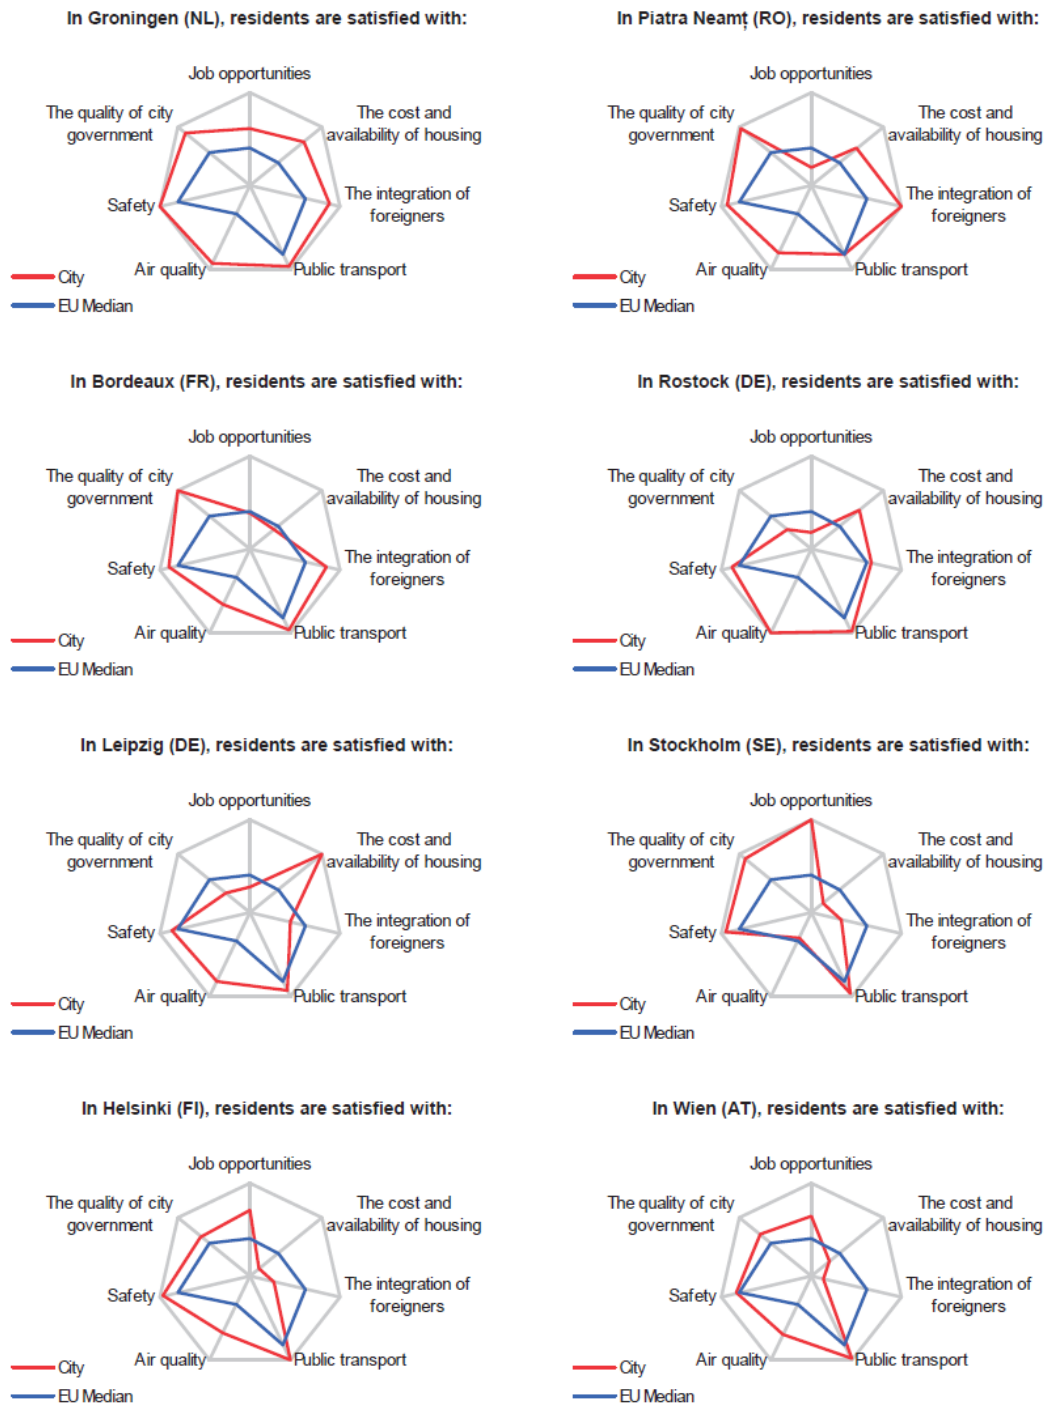 In Groningen (NL), residents are satisfied with:
Job opportunities
The quality of city
government
The cost and
availability of housing
Safety
The integration of
foreigners
Air quality
Public transport
City
EU Median
In Piatra Neamț (RO), residents are satisfied with:
Job opportunities
The quality of city
government
The cost and
availability of housing
Safety
The integration of
foreigners
Air quality
Public transport
City
EU Median
In Bordeaux (FR), residents are satisfied with:
Job opportunities
The quality of city
government
The cost and
availability of housing
Safety
The integration of
foreigners
Air quality
Public transport
City
EU Median
In Rostock (DE), residents are satisfied with:
Job opportunities
The quality of city
government
The cost and
availability of housing
Safety
The integration of
foreigners
Air quality
Public transport
City
EU Median
In Leipzig (DE), residents are satisfied with:
Job opportunities
The quality of city
government
The cost and
availability of housing
Safety
The integration of
foreigners
Air quality
Public transport
City
EU Median
In Stockholm (SE), residents are satisfied with:
Job opportunities
The quality of city
government
The cost and
availability of housing
Safety
The integration of
foreigners
Air quality
Public transport
City
EU Median
In Helsinki (FI), residents are satisfied with:
Job opportunities
The quality of city
government
The cost and
availability of housing
Safety
The integration of
foreigners
Air quality
Public transport
City
EU Median
In Wien (AT), residents are satisfied with:
Job opportunities
The quality of city
government
The cost and
availability of housing
Safety
The integration of
foreigners
Air quality
Public transport
City
EU Median